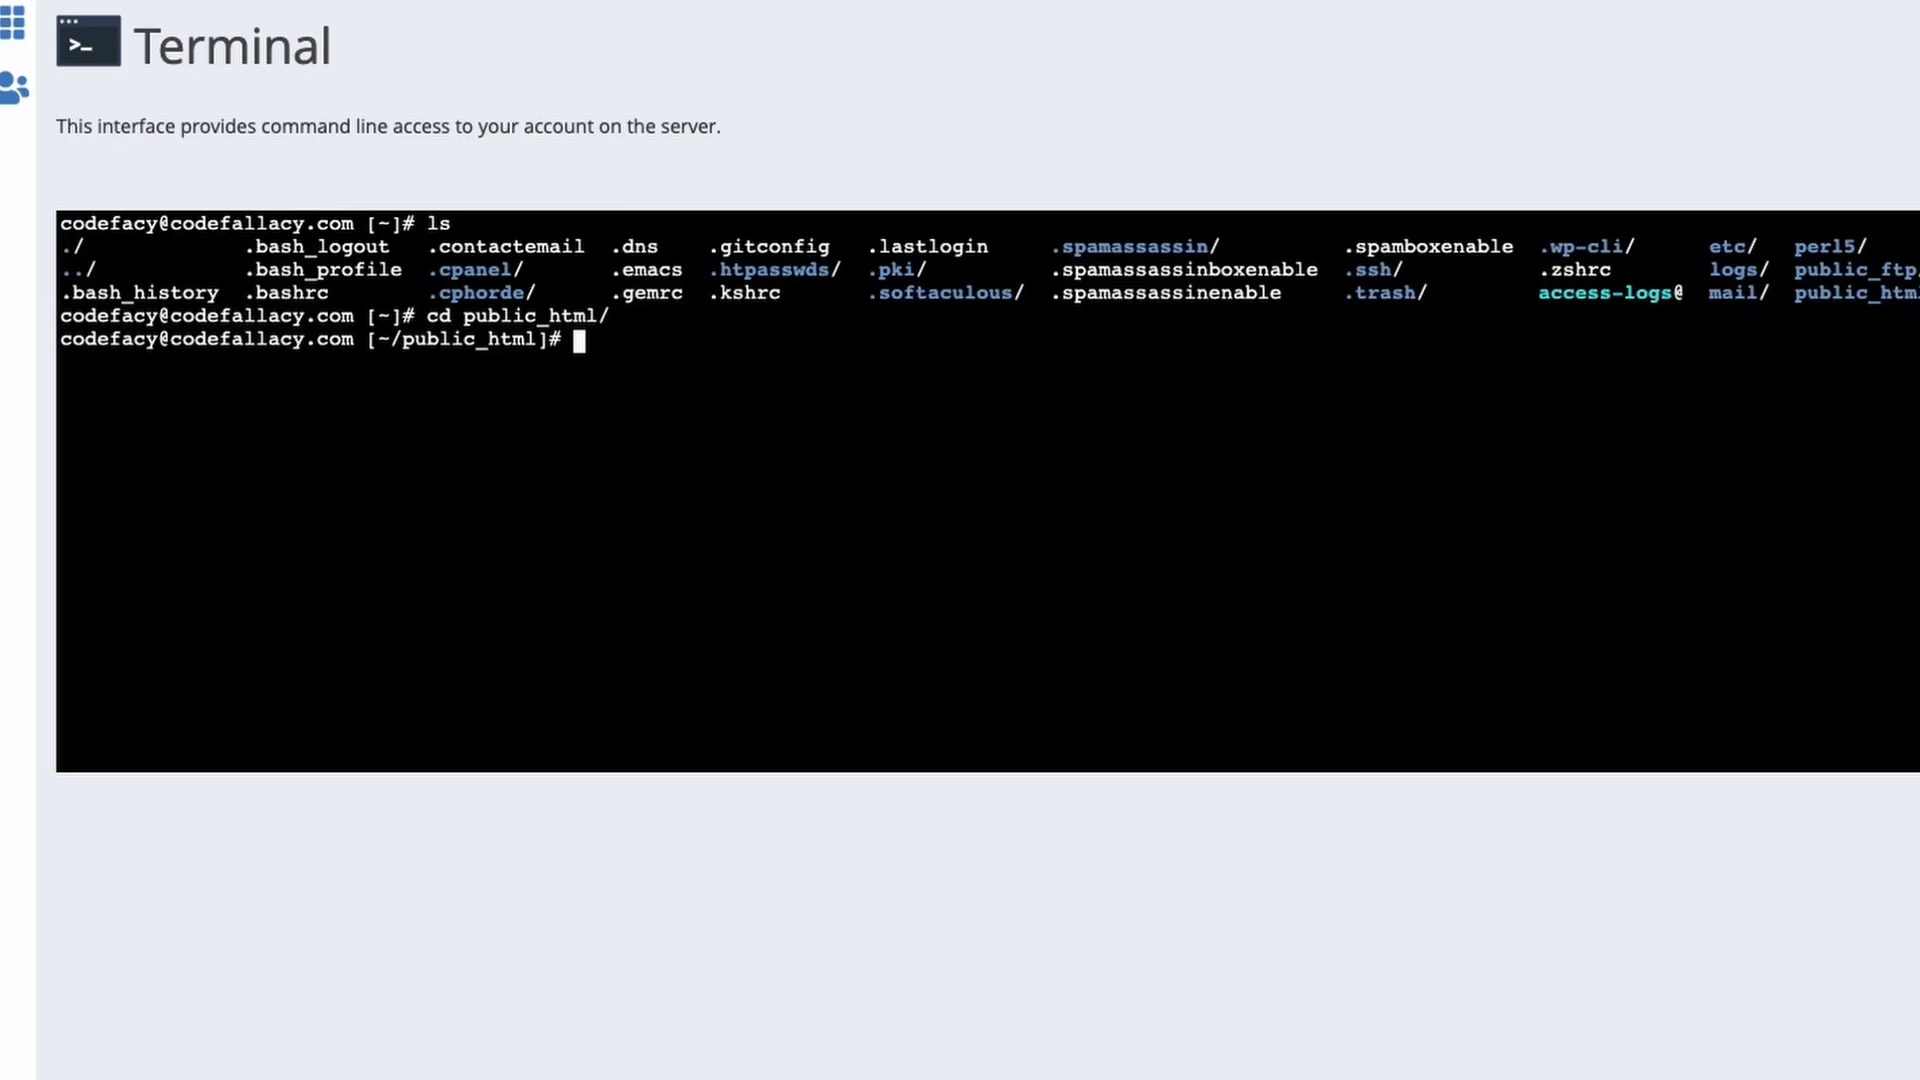 Terminal
This interface provides command line access to your account on the server.
codefacy@codefallacy.com [~]# ls
./ .bash_logout .contactemail .dns .gitconfig .lastlogin .spamassassin/ .spamboxenable .wp-cli/ etc/ perl5/
../ .bash_profile .cpanel/ .emacs .htpasswds/ .pki/ .spamassassinboxenable .ssh/ .zshrc logs/ public_ftp/
.bash_history .bashrc .cphorde/ .gemrc .kshrc .softaculous/ .spamassassinenable .trash/ access-logs@ mail/ public_html
codefacy@codefallacy.com [~]# cd public_html/
codefacy@codefallacy.com [~/public_html]#